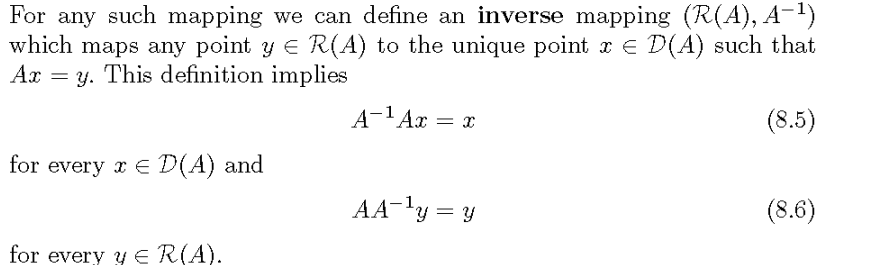 For any such mapping we can define an inverse mapping (ℛ(A), A⁻¹)
which maps any point y ∈ ℛ(A) to the unique point x ∈ 𝒟(A) such that
Ax = y. This definition implies
A⁻¹Ax = x (8.5)
for every x ∈ 𝒟(A) and
AA⁻¹y = y (8.6)
for every y ∈ ℛ(A).